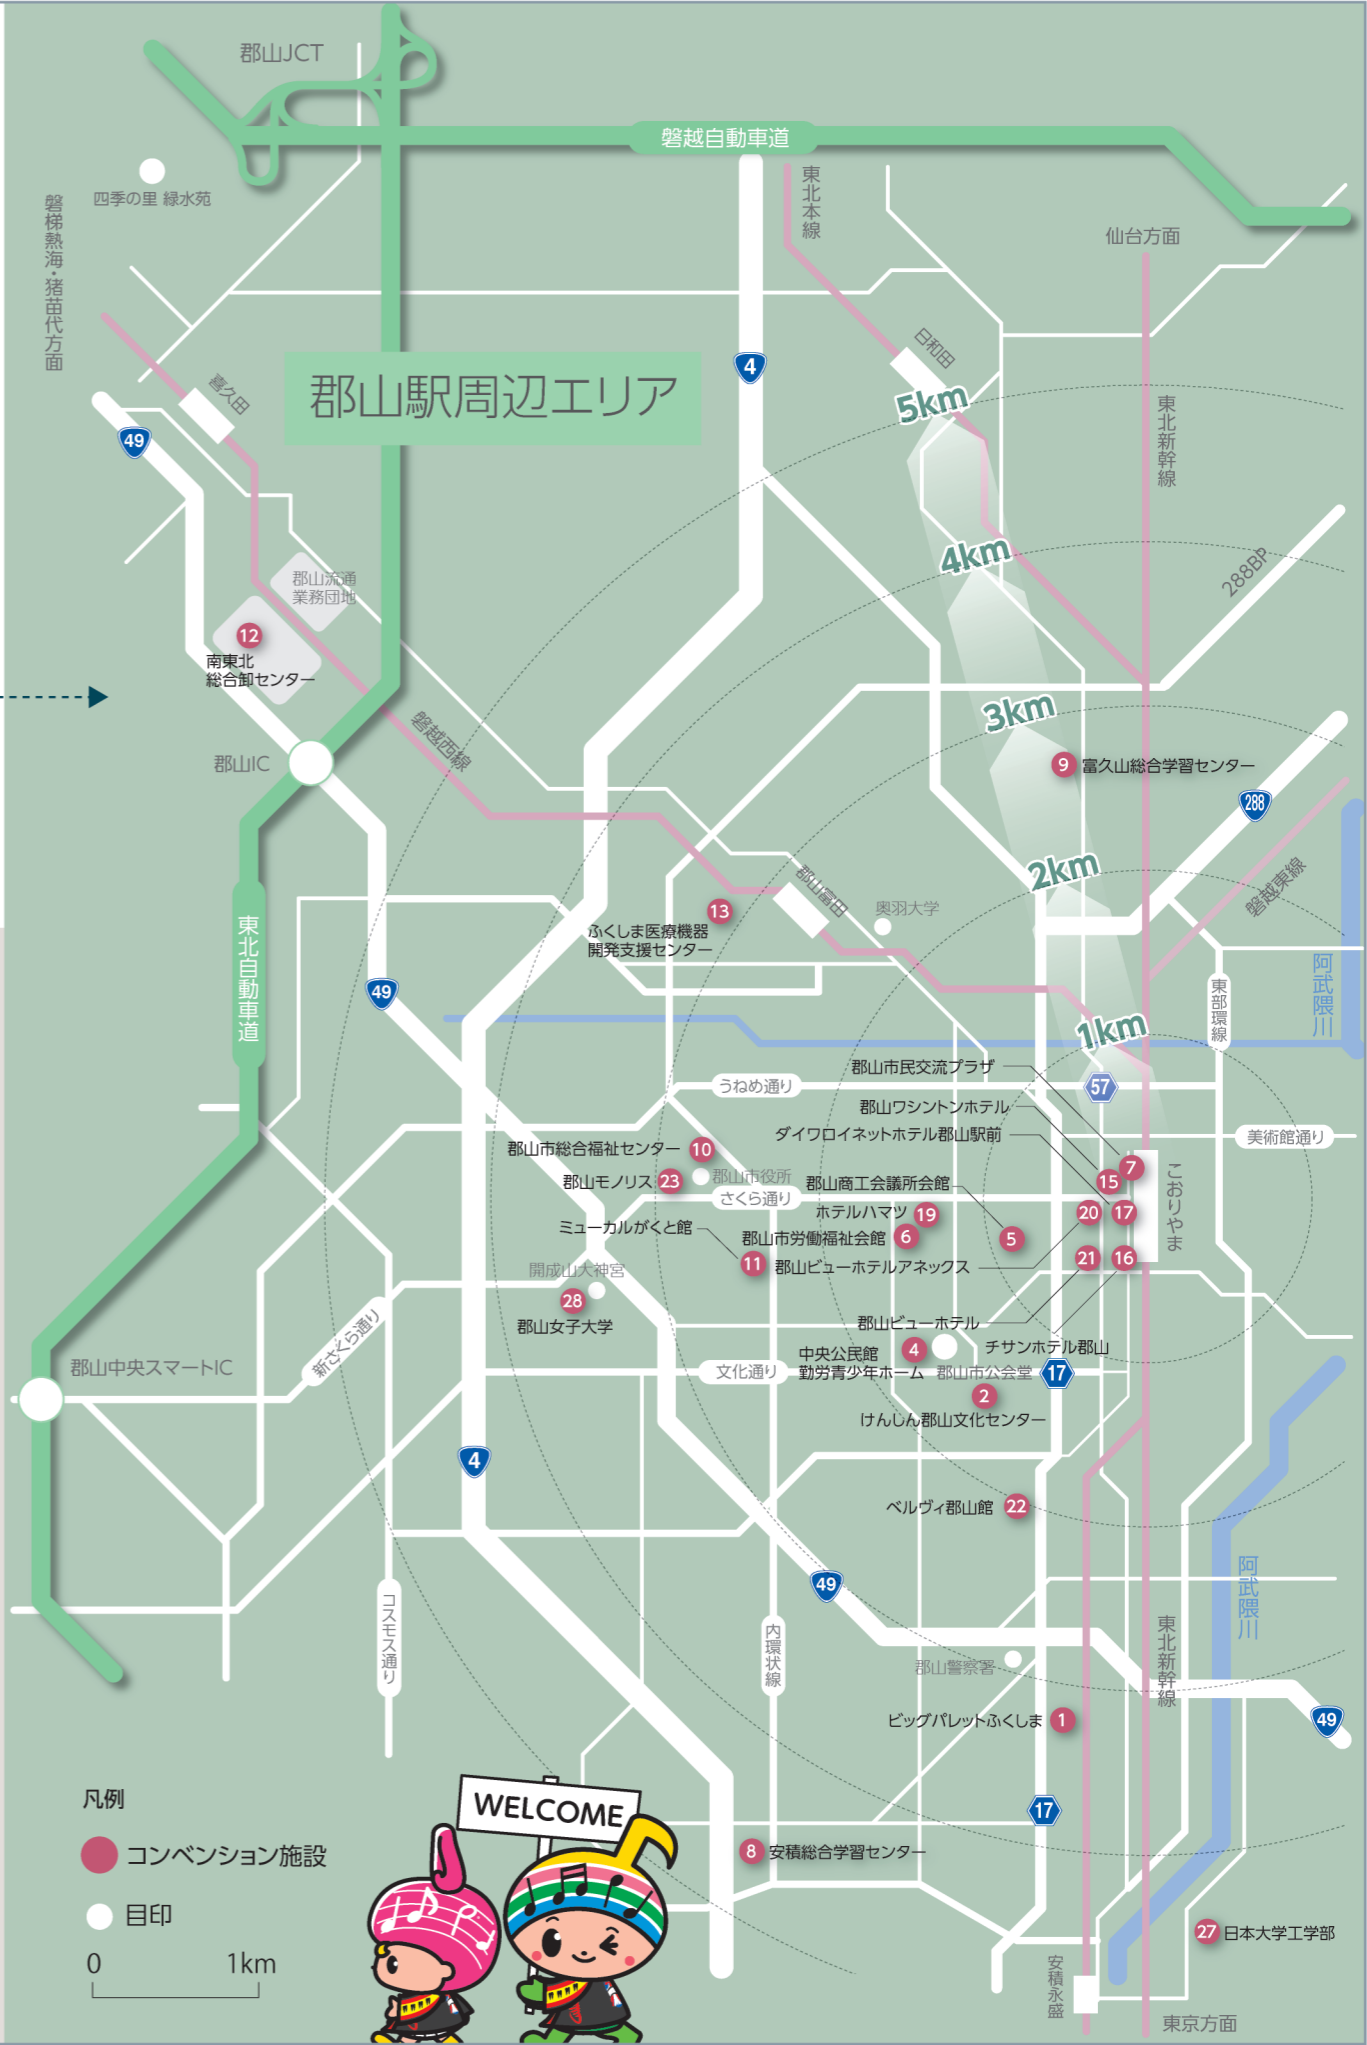 郡山JCT
磐越自動車道
四季の里 緑水苑
磐梯熱海・猪苗代方面
東北本線
仙台方面
日和田
4
喜久田
郡山駅周辺エリア
49
5km
東北新幹線
4km
288BP
郡山流通
業務団地
12
南東北
総合卸センター
3km
磐越西線
郡山IC
9
富久山総合学習センター
288
2km
郡山富田
磐越東線
13
奥羽大学
ふくしま医療機器
開発支援センター
東北自動車道
49
阿武隈川
東部環線
1km
郡山市民交流プラザ
うねめ通り
57
郡山ワシントンホテル
ダイワロイネットホテル郡山駅前
美術館通り
郡山市総合福祉センター
10
7
こおりやま
郡山モノリス
23
郡山市役所
郡山商工会議所会館
15
さくら通り
ホテルハマツ
19
20
17
ミューカルがくと館
郡山市労働福祉会館
6
5
11
郡山ビューホテルアネックス
21
16
開成山大神宮
28
郡山女子大学
郡山ビューホテル
新さくら通り
中央公民館
勤労青少年ホーム
4
チサンホテル郡山
郡山中央スマートIC
文化通り
郡山市公会堂
17
2
けんしん郡山文化センター
4
ベルヴィ郡山館
22
49
阿武隈川
コスモス通り
内環状線
東北新幹線
郡山警察署
ビッグパレットふくしま
1
49
凡例
WELCOME
17
コンベンション施設
8
安積総合学習センター
目印
27
日本大学工学部
0
1km
安積永盛
東京方面